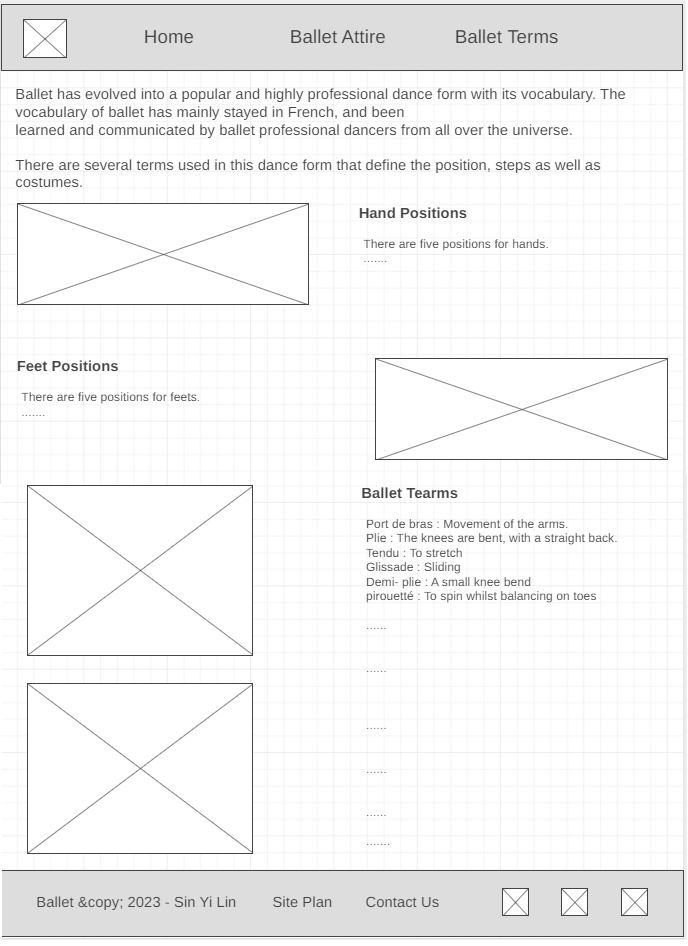 Home Ballet Attire Ballet Terms
Ballet has evolved into a popular and highly professional dance form with its vocabulary. The
vocabulary of ballet has mainly stayed in French, and been
learned and communicated by ballet professional dancers from all over the universe.
There are several terms used in this dance form that define the position, steps as well as
costumes.
Hand Positions
There are five positions for hands.
.......
Feet Positions
There are five positions for feets.
.......
Ballet Tearms
Port de bras : Movement of the arms.
Plie : The knees are bent, with a straight back.
Tendu : To stretch
Glissade : Sliding
Demi- plie : A small knee bend
pirouetté : To spin whilst balancing on toes
......
......
......
......
......
.......
Ballet &copy; 2023 - Sin Yi Lin Site Plan Contact Us